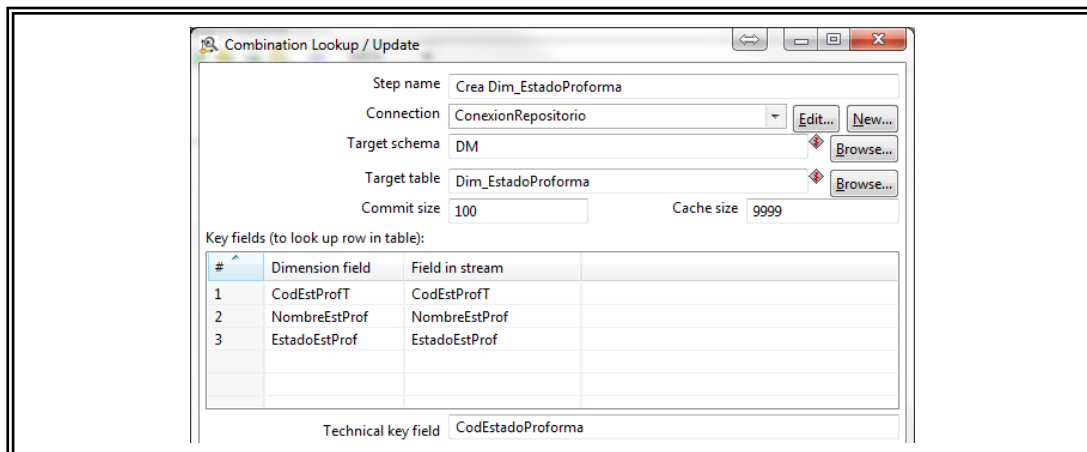 Combination Lookup / Update
Step name Crea Dim_EstadoProforma
Connection ConexionRepositorio Edit... New...
Target schema DM Browse...
Target table Dim_EstadoProforma Browse...
Commit size 100 Cache size 9999
Key fields (to look up row in table):
# Dimension field Field in stream
1 CodEstProfT CodEstProfT
2 NombreEstProf NombreEstProf
3 EstadoEstProf EstadoEstProf
Technical key field CodEstadoProforma